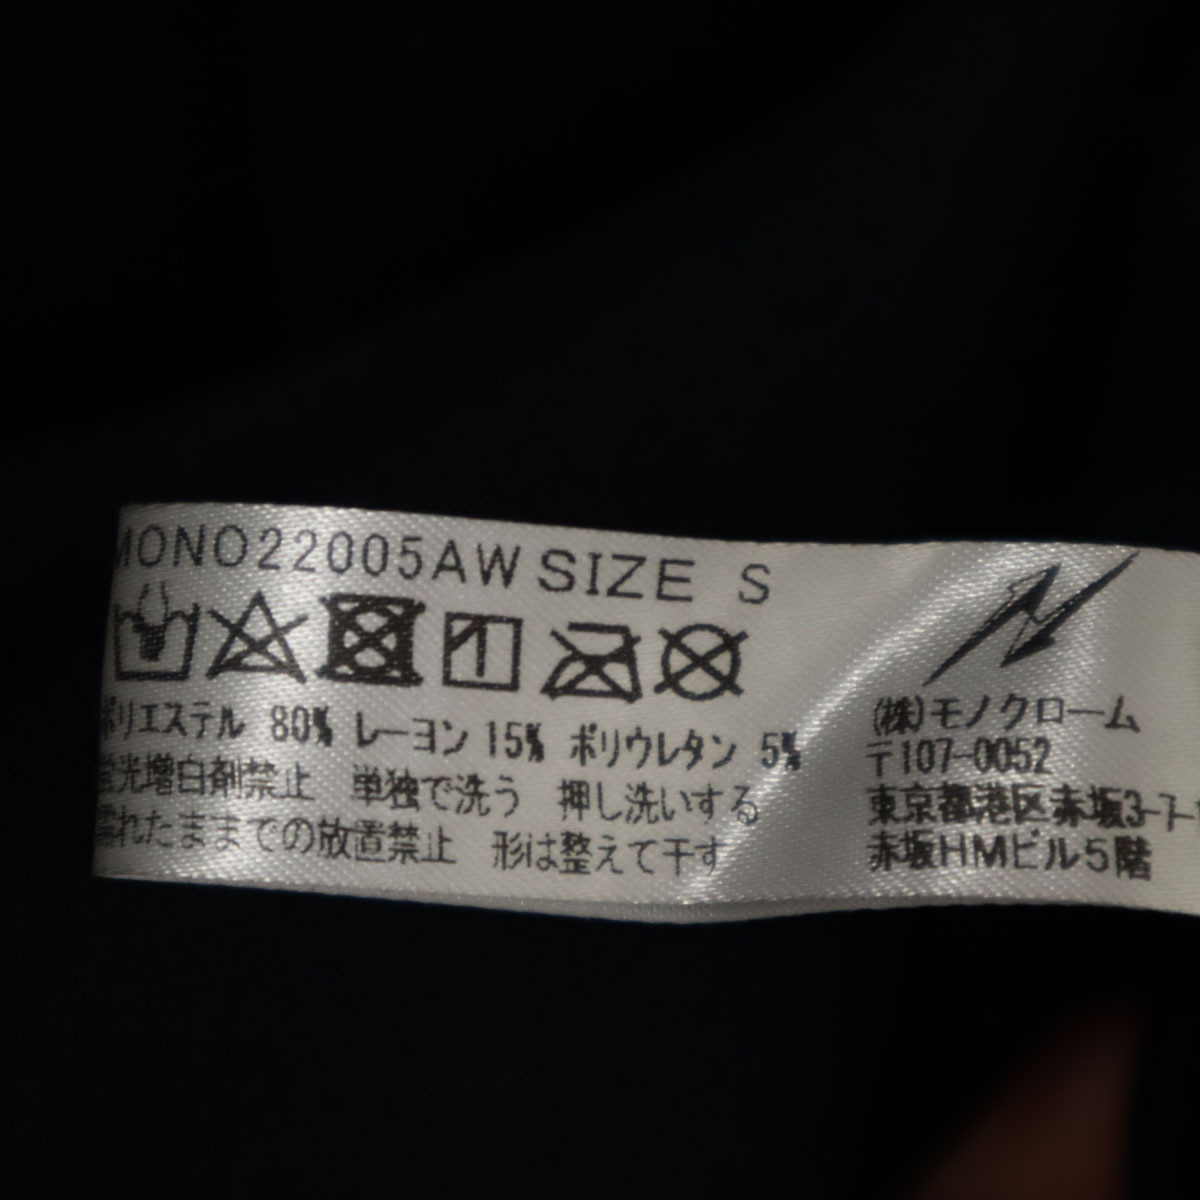 MONO22005AW SIZE S
ポリエステル 80% レーヨン 15% ポリウレタン 5%
蛍光増白剤禁止 単独で洗う 押し洗いする
濡れたままでの放置禁止 形は整えて干す
(株)モノクローム
〒107-0052
東京都港区赤坂3-7-
赤坂HMビル5階